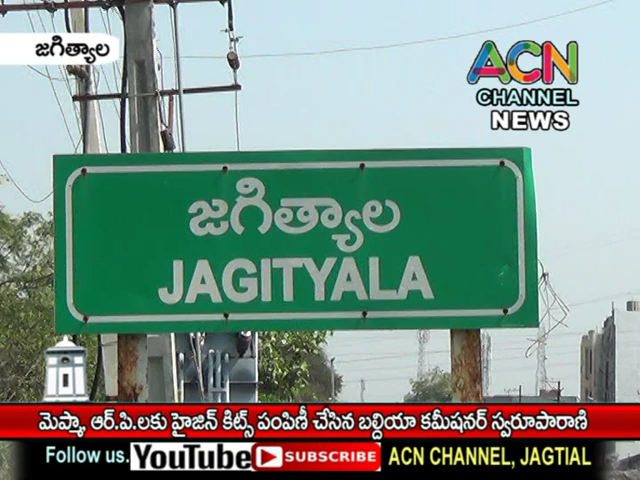 జగిత్యాల
ACN
CHANNEL
NEWS
జగిత్యాల
JAGITYALA
మెప్మా, ఆర్.పి.లకు హైజిన్ కిట్స్ పంపిణీ చేసిన బల్దియా కమీషనర్ స్వరూపారాణి
Follow us. YouTube SUBSCRIBE ACN CHANNEL, JAGTIAL